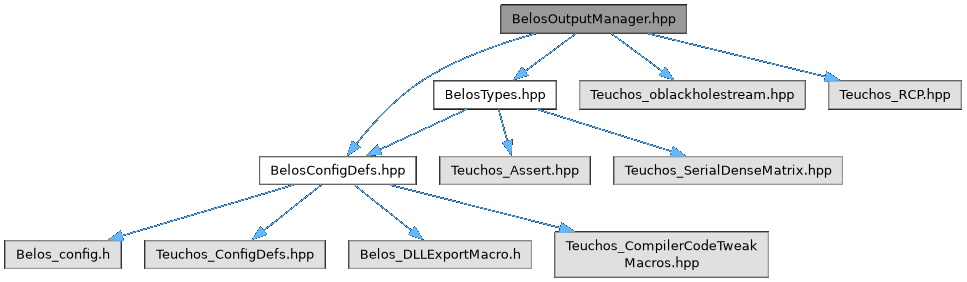 BelosOutputManager.hpp
BelosTypes.hpp
Teuchos_oblackholestream.hpp
Teuchos_RCP.hpp
BelosConfigDefs.hpp
Teuchos_Assert.hpp
Teuchos_SerialDenseMatrix.hpp
Belos_config.h
Teuchos_ConfigDefs.hpp
Belos_DLLExportMacro.h
Teuchos_CompilerCodeTweak
Macros.hpp